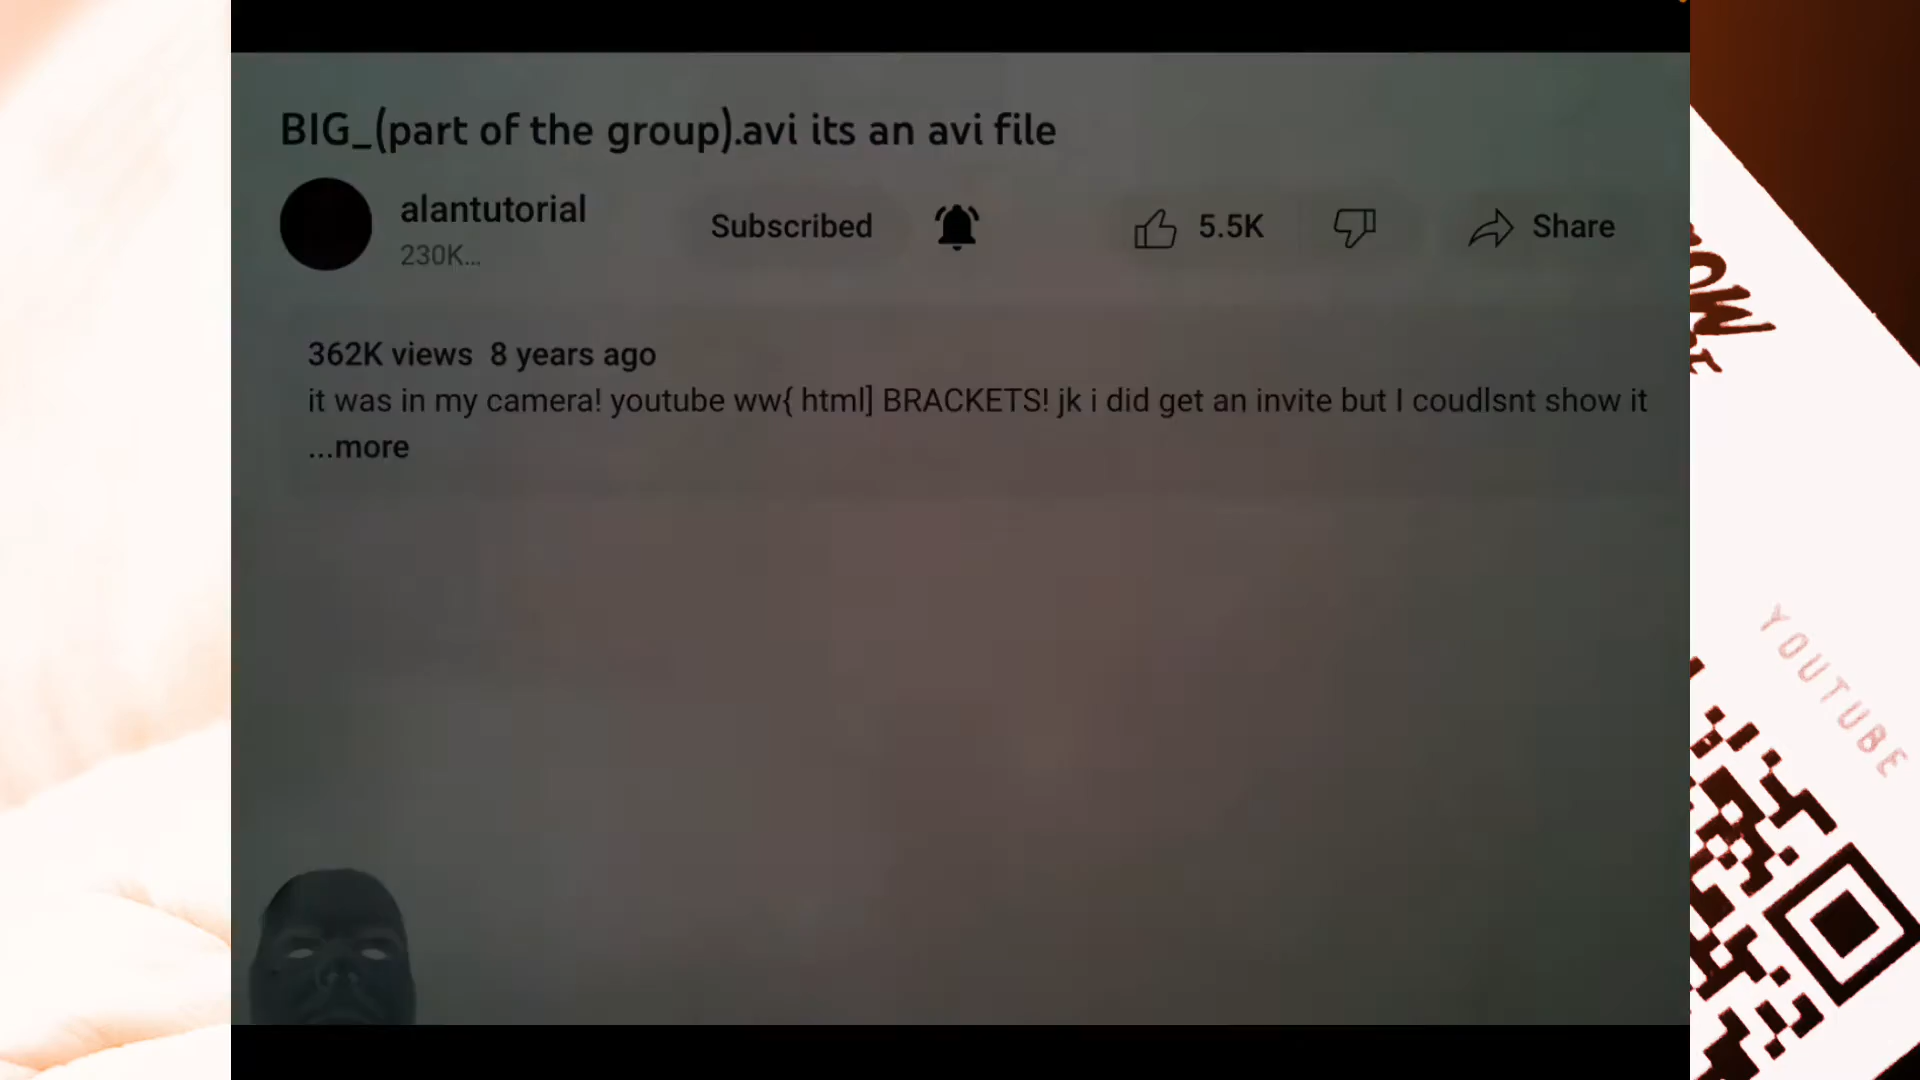 BIG_(part of the group).avi its an avi file
alantutorial
230K...
Subscribed
5.5K
Share
362K views 8 years ago
it was in my camera! youtube ww{ html] BRACKETS! jk i did get an invite but I coudlsnt show it
...more
YOUTUBE